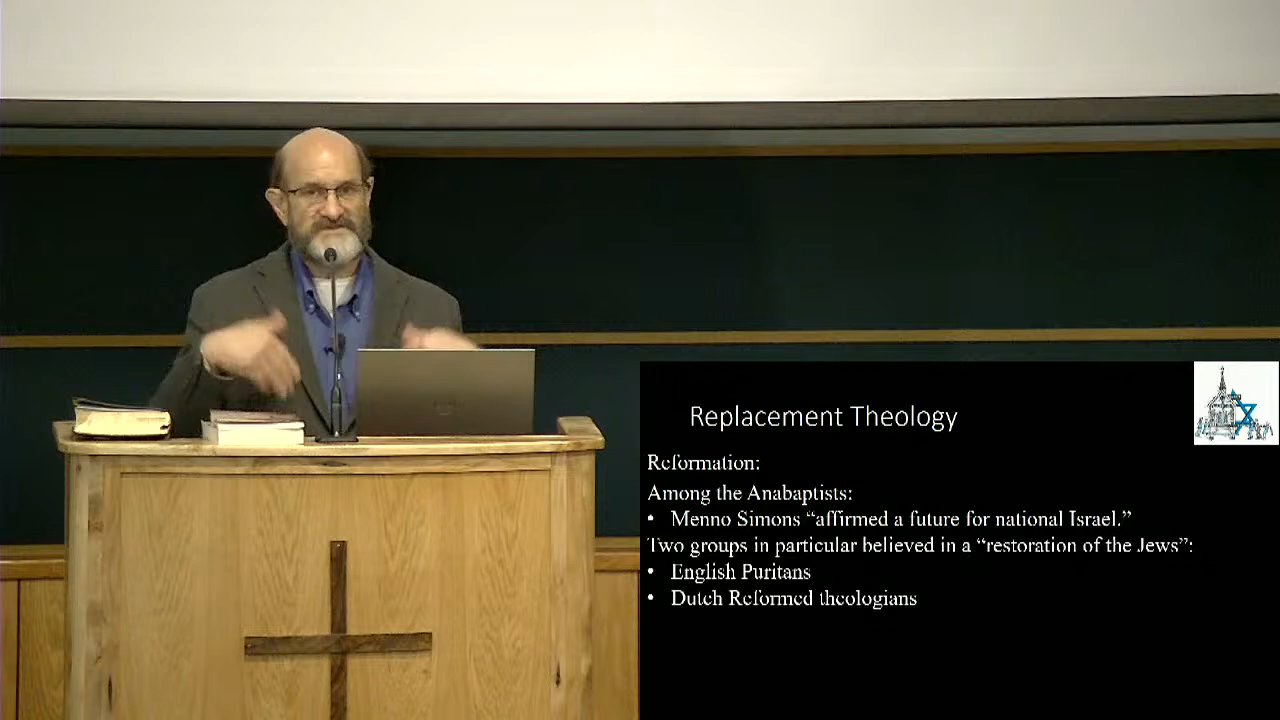 Replacement Theology
Reformation:
Among the Anabaptists:
• Menno Simons “affirmed a future for national Israel.”
Two groups in particular believed in a “restoration of the Jews”:
• English Puritans
• Dutch Reformed theologians